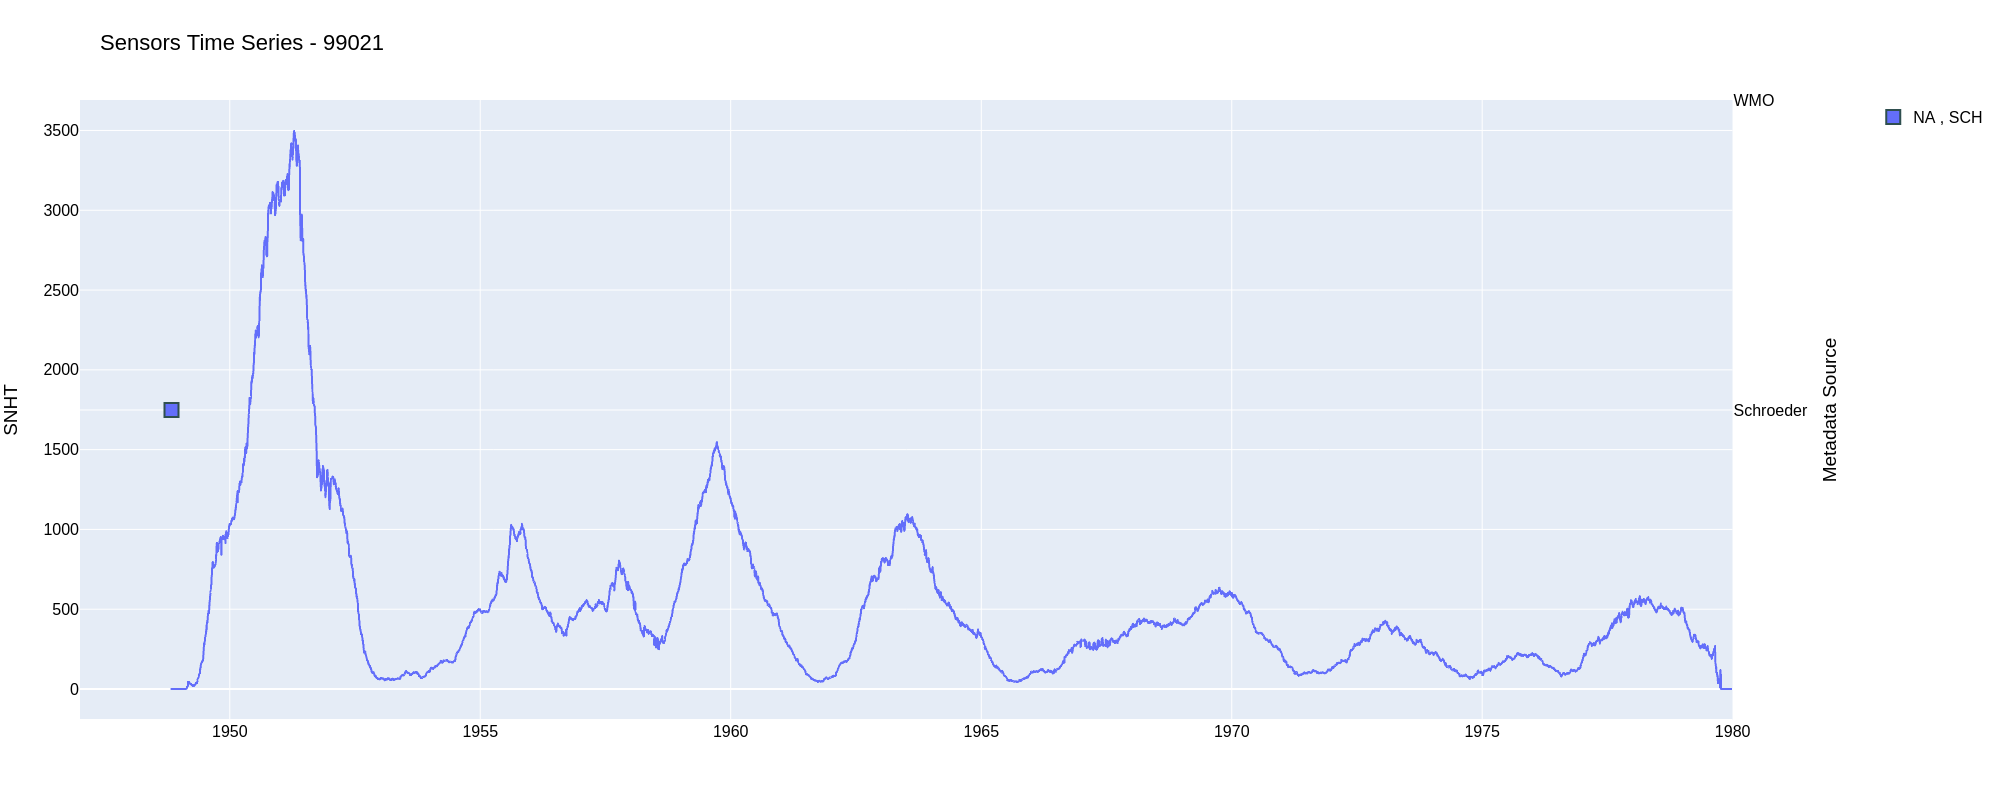 Sensors Time Series - 99021
WMO
NA , SCH
3500
3000
2500
2000
1500
1000
500
0
SNHT
Schroeder
Metadata Source
1950
1955
1960
1965
1970
1975
1980